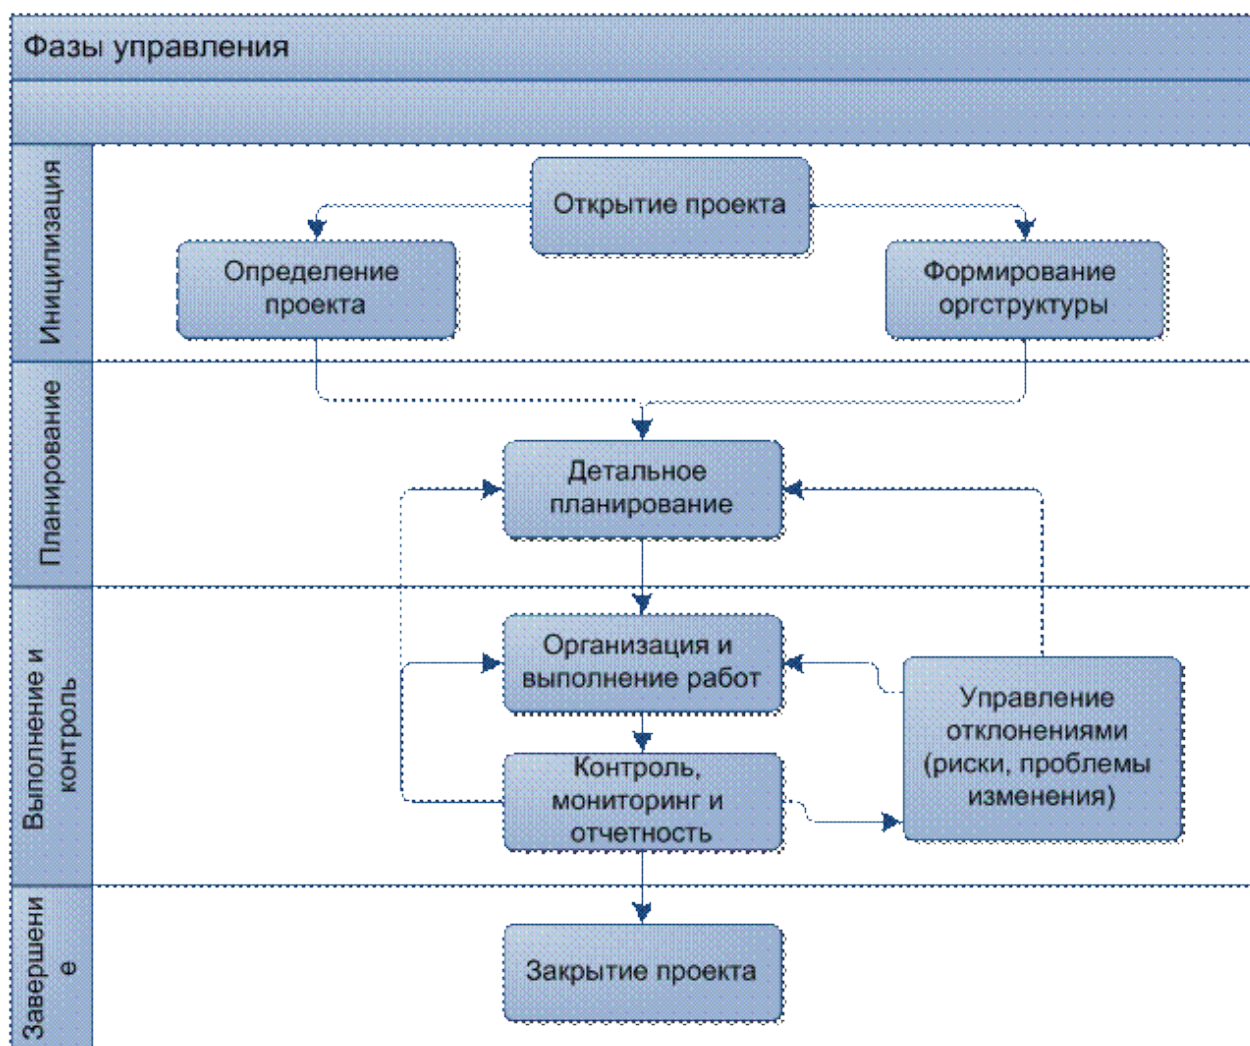 Фазы управления
Иницилизация
Открытие проекта
Определение
проекта
Формирование
оргструктуры
Планирование
Детальное
планирование
Выполнение и
контроль
Организация и
выполнение работ
Управление
отклонениями
(риски, проблемы
изменения)
Контроль,
мониторинг и
отчетность
Завершени
е
Закрытие проекта